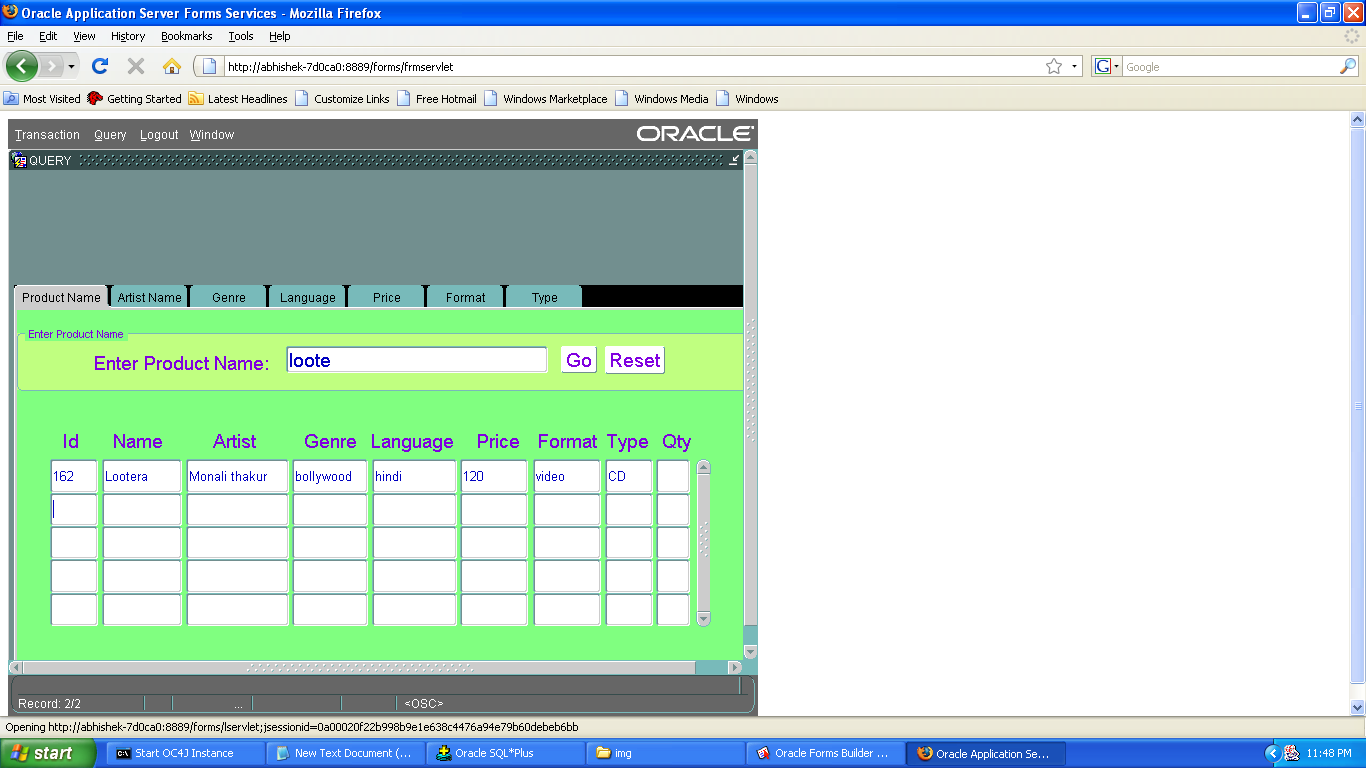 Oracle Application Server Forms Services - Mozilla Firefox
File Edit View History Bookmarks Tools Help
http://abhishek-7d0ca0:8889/forms/frmservlet
G Google
Most Visited Getting Started Latest Headlines Customize Links Free Hotmail Windows Marketplace Windows Media Windows
Transaction Query Logout Window ORACLE
QUERY
Product Name Artist Name Genre Language Price Format Type
Enter Product Name
Enter Product Name: loote Go Reset
Id Name Artist Genre Language Price Format Type Qty
162 Lootera Monali thakur bollywood hindi 120 video CD
Record: 2/2 ... <OSC>
Opening http://abhishek-7d0ca0:8889/forms/lservlet;jsessionid=0a00020f22b998b9e1e638c4476a94e79b60debeb6bb
start Start OC4J Instance New Text Document (... Oracle SQL*Plus img Oracle Forms Builder ... Oracle Application Se... 11:48 PM